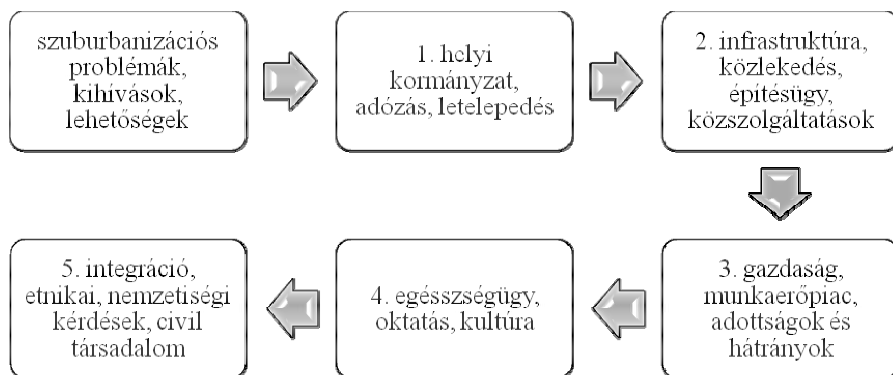 szuburbanizációs
problémák,
kihívások,
lehetőségek
1. helyi
kormányzat,
adózás, letelepedés
2. infrastruktúra,
közlekedés,
építésügy,
közszolgáltatások
3. gazdaság,
munkaerőpiac,
adottságok és
hátrányok
4. egésszségügy,
oktatás, kultúra
5. integráció,
etnikai, nemzetiségi
kérdések, civil
társadalom